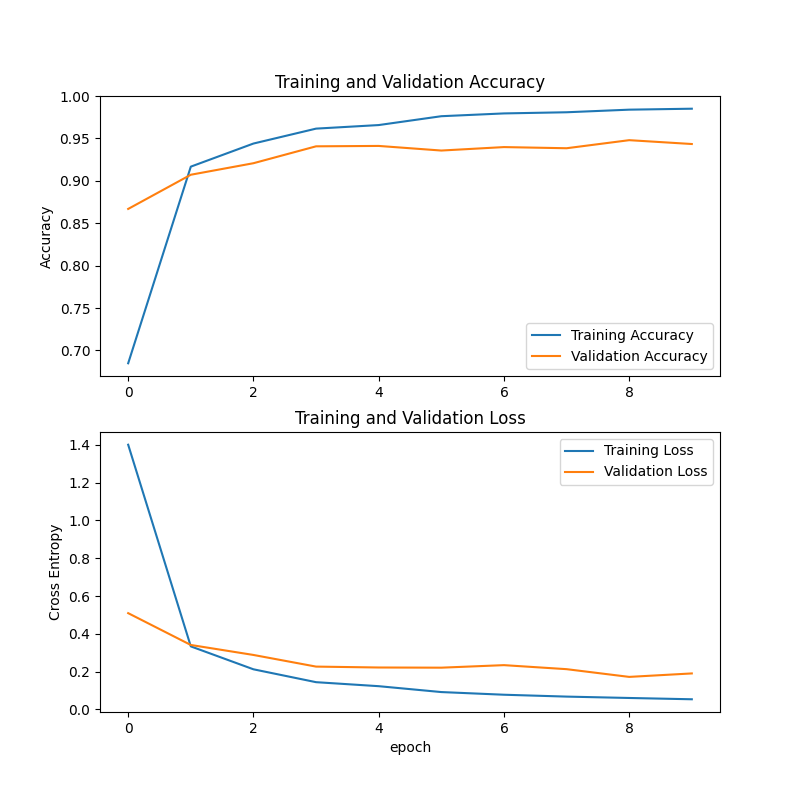 Training and Validation Accuracy
Accuracy
1.00
0.95
0.90
0.85
0.80
0.75
0.70
Training Accuracy
Validation Accuracy
0 2 4 6 8
Training and Validation Loss
Cross Entropy
1.4
1.2
1.0
0.8
0.6
0.4
0.2
0.0
Training Loss
Validation Loss
0 2 4 6 8
epoch